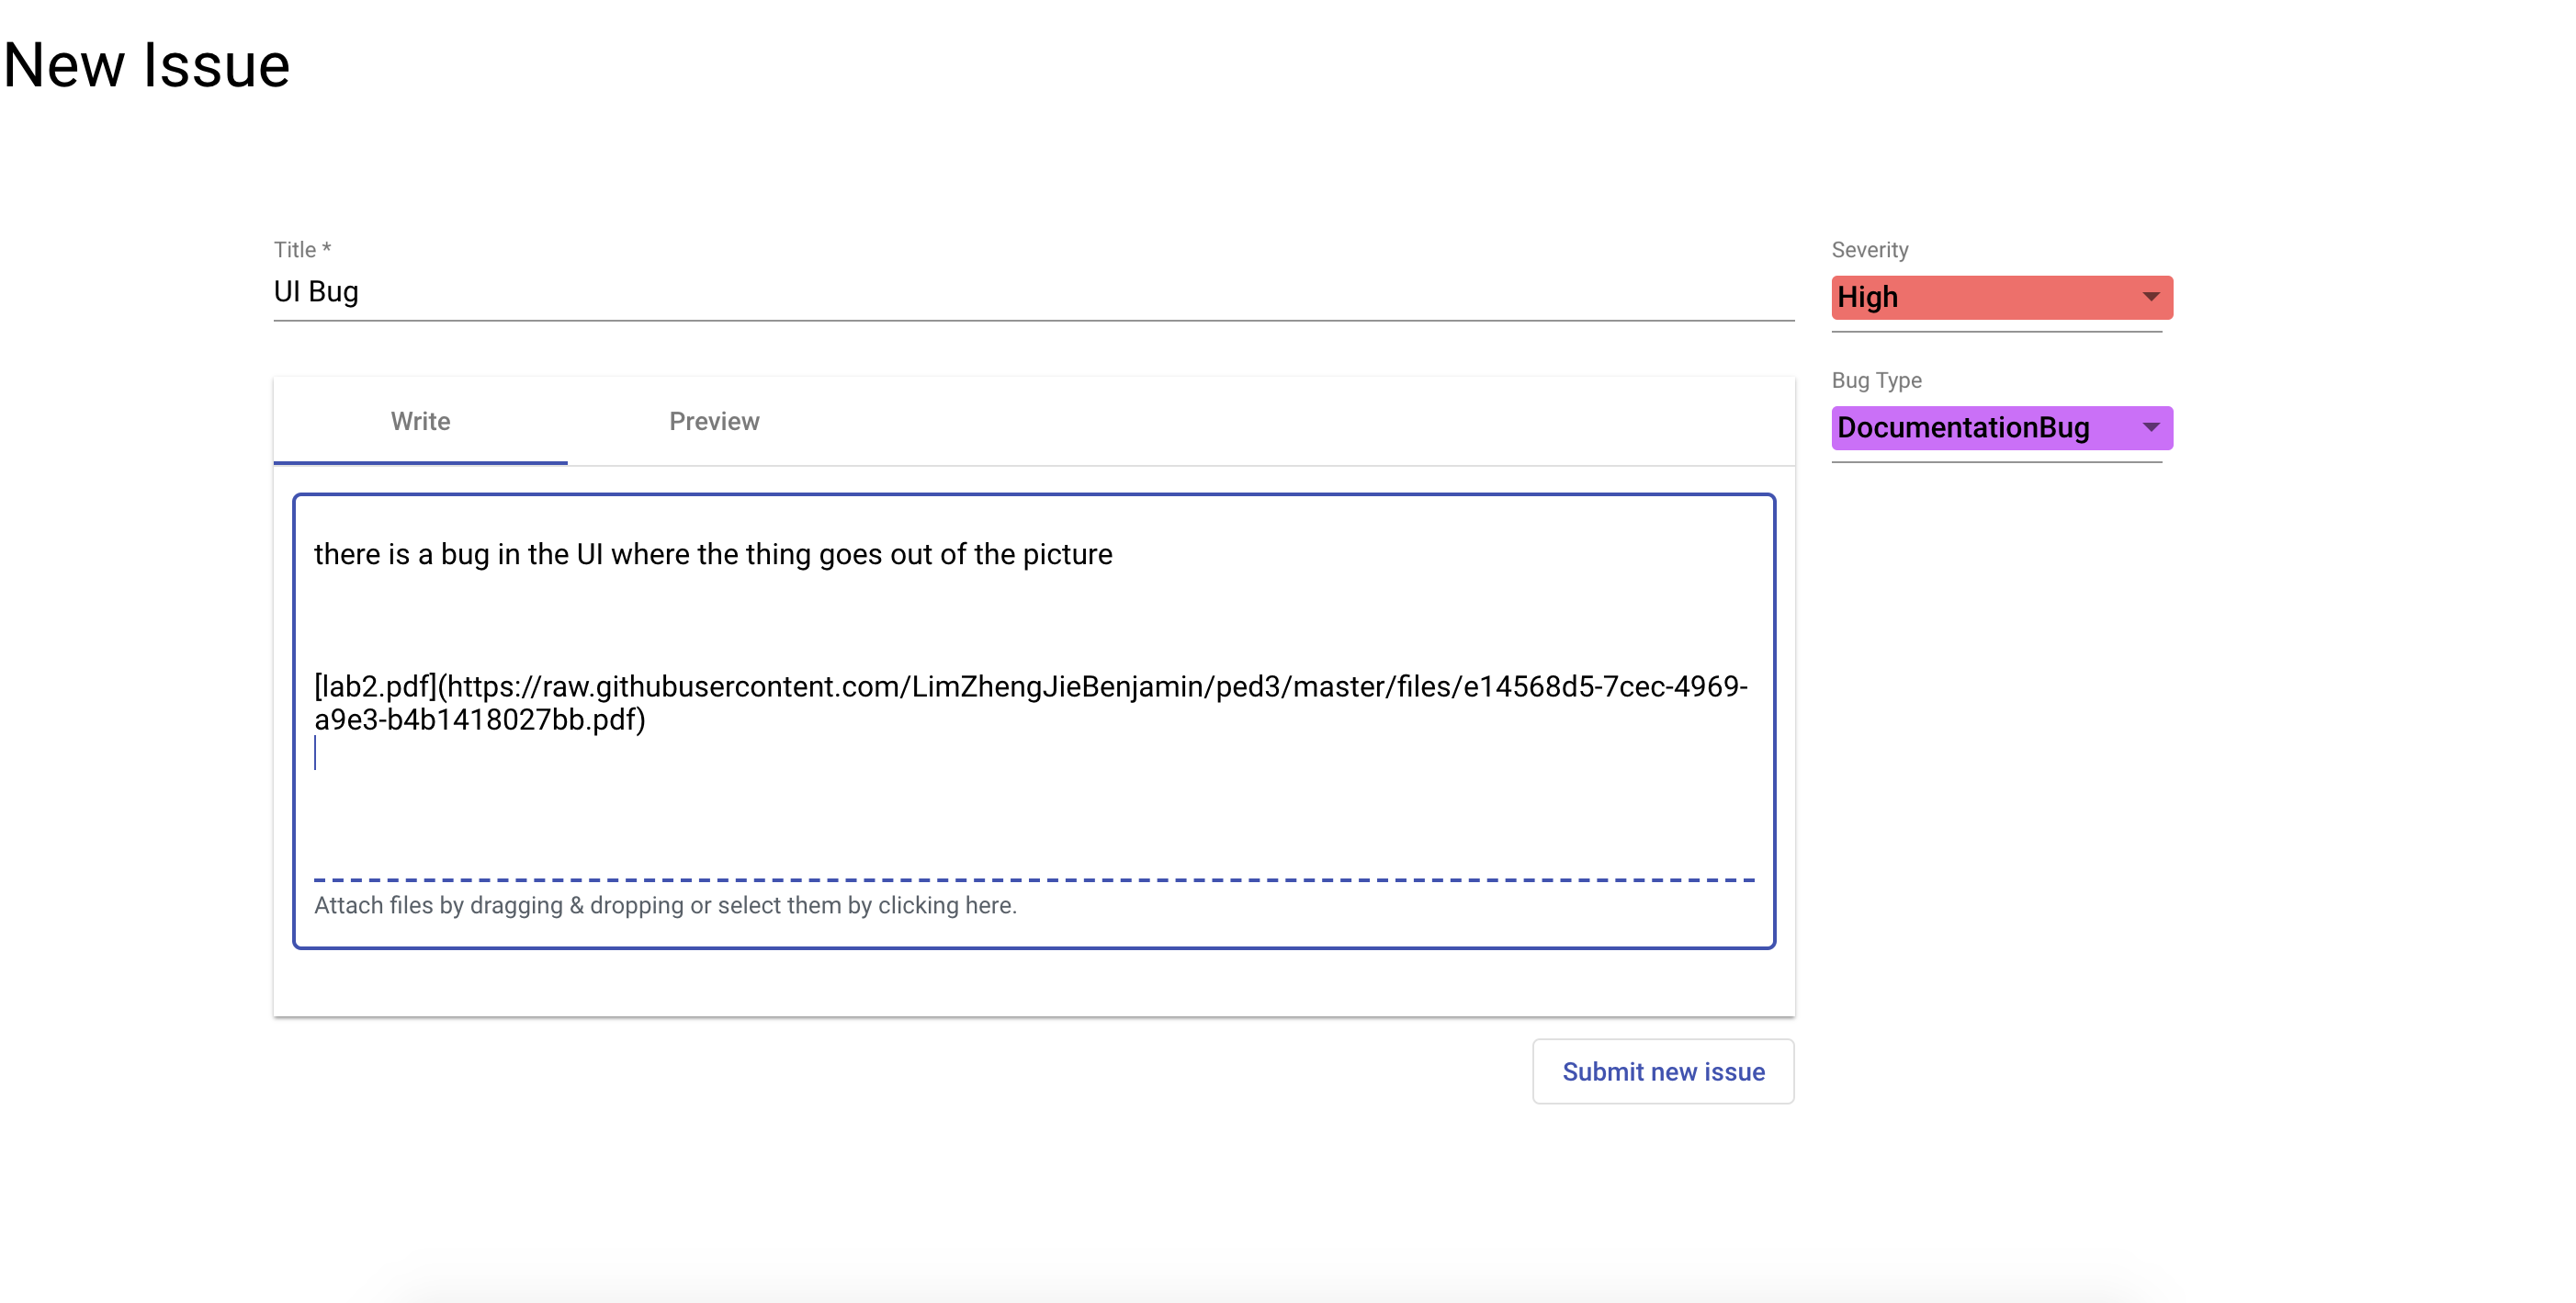 New Issue
Title *
UI Bug
Severity
High
Bug Type
DocumentationBug
Write
Preview
there is a bug in the UI where the thing goes out of the picture
[lab2.pdf](https://raw.githubusercontent.com/LimZhengJieBenjamin/ped3/master/files/e14568d5-7cec-4969-
a9e3-b4b1418027bb.pdf)
Attach files by dragging & dropping or select them by clicking here.
Submit new issue